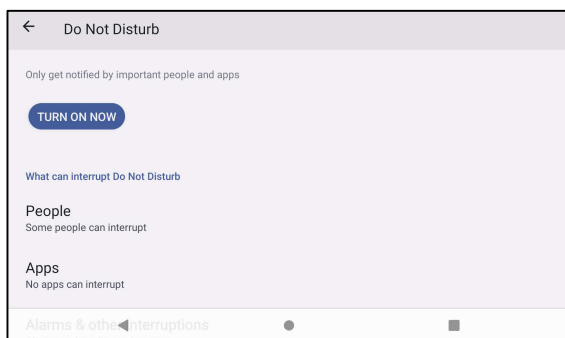 Do Not Disturb
Only get notified by important people and apps
TURN ON NOW
What can interrupt Do Not Disturb
People
Some people can interrupt
Apps
No apps can interrupt
Alarms & other interruptions